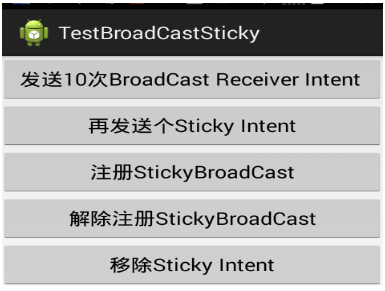 TestBroadCastSticky
发送10次BroadCast Receiver Intent
再发送个Sticky Intent
注册StickyBroadCast
解除注册StickyBroadCast
移除Sticky Intent